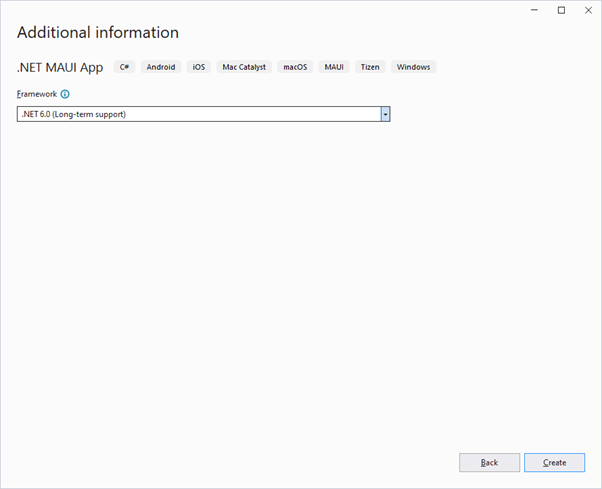 Additional information
.NET MAUI App C# Android iOS Mac Catalyst macOS MAUI Tizen Windows
Framework
.NET 6.0 (Long-term support)
Back Create